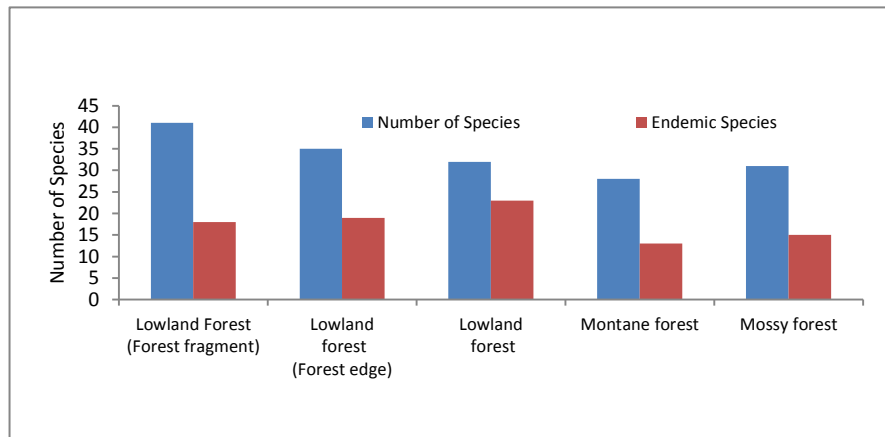 Number of Species
45
40
35
30
25
20
15
10
5
0
Number of Species
Endemic Species
Lowland Forest
(Forest fragment)
Lowland
forest
(Forest edge)
Lowland
forest
Montane forest
Mossy forest